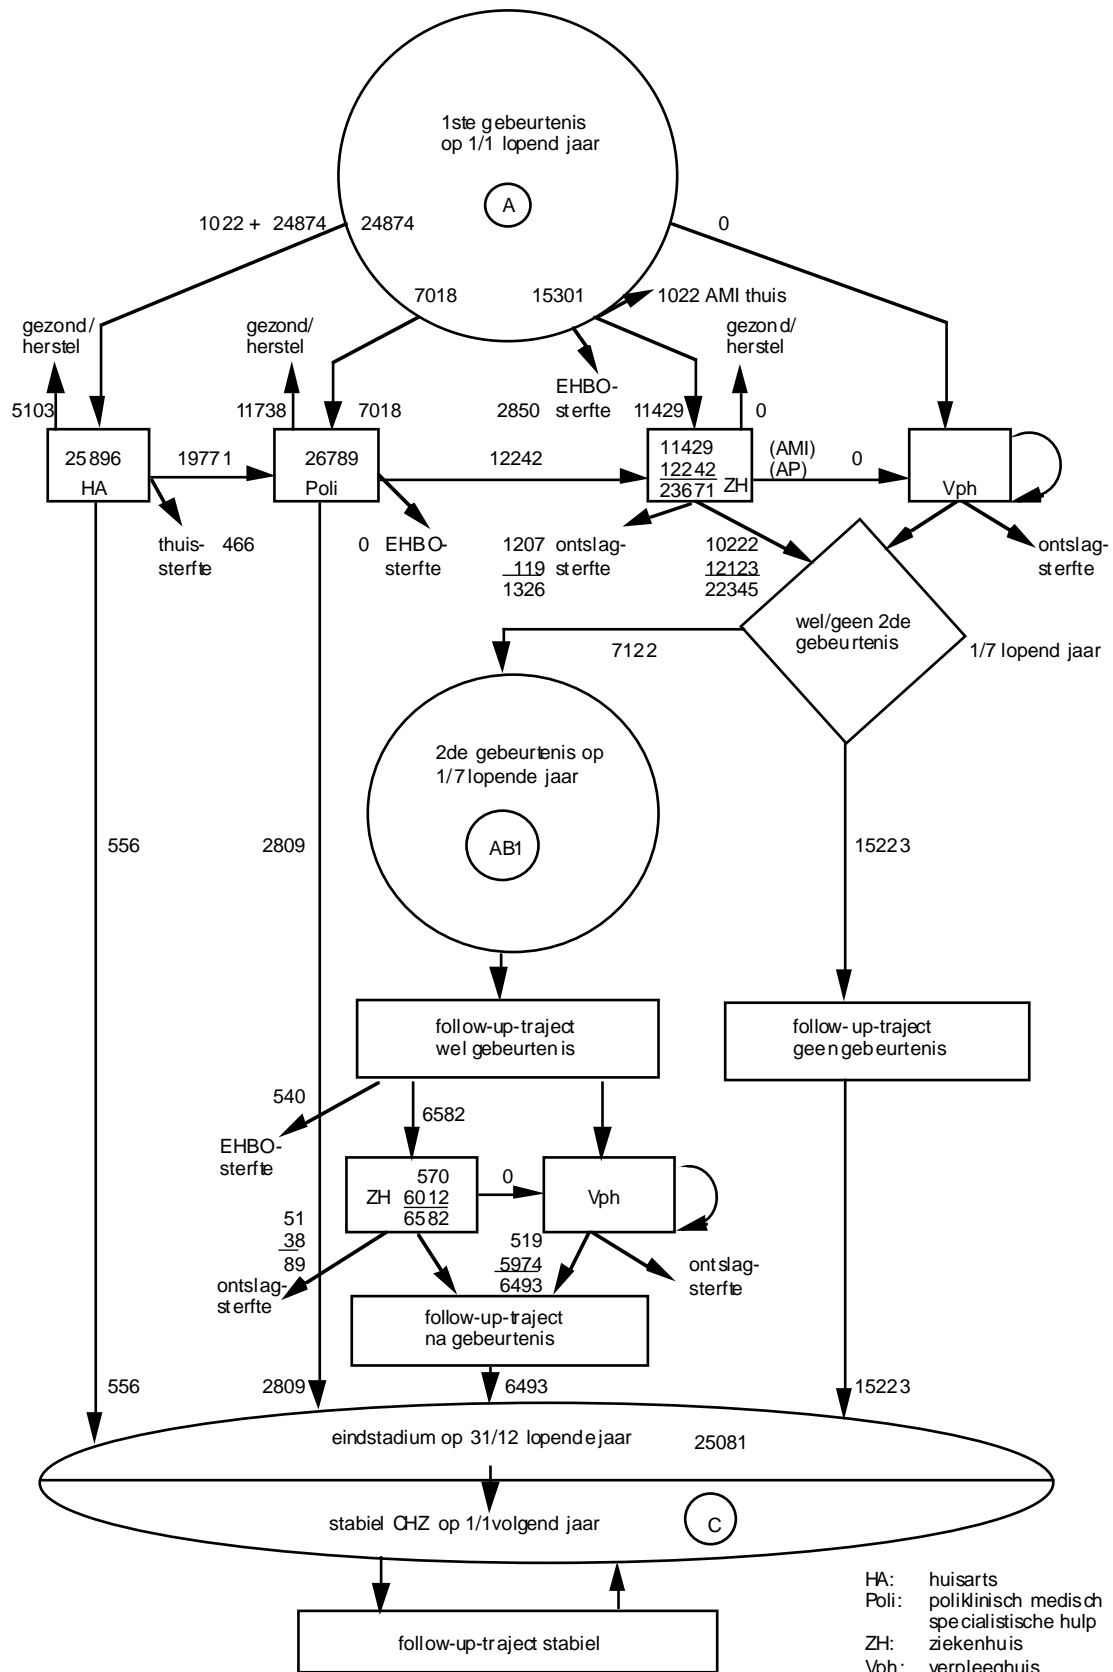 1ste gebeurtenis
op 1/1 lopend jaar
A
1022 + 24874
24874
0
7018
15301
1022 AMI thuis
gezond/
herstel
gezond/
herstel
gezond/
herstel
EHBO-
sterfte
5103
11738
7018
2850
11429
0
25896
HA
19771
26789
Poli
12242
11429
12242
23671 ZH
(AMI)
(AP)
0
Vph
thuis-
sterfte
466
0
EHBO-
sterfte
1207
119
1326
ontslag-
sterfte
10222
12123
22345
ontslag-
sterfte
wel/geen 2de
gebeurtenis
1/7 lopend jaar
7122
2de gebeurtenis op
1/7 lopende jaar
AB1
556
2809
15223
follow-up-traject
wel gebeurtenis
follow-up-traject
geen gebeurtenis
540
6582
EHBO-
sterfte
570
ZH 6012
6582
0
Vph
51
38
89
519
5974
6493
ontslag-
sterfte
ontslag-
sterfte
follow-up-traject
na gebeurtenis
556
2809
6493
15223
eindstadium op 31/12 lopende jaar
25081
stabiel CHZ op 1/1 volgend jaar
C
follow-up-traject stabiel
HA: huisarts
Poli: poliklinisch medisch
specialistische hulp
ZH: ziekenhuis
Vph: verpleeghuis